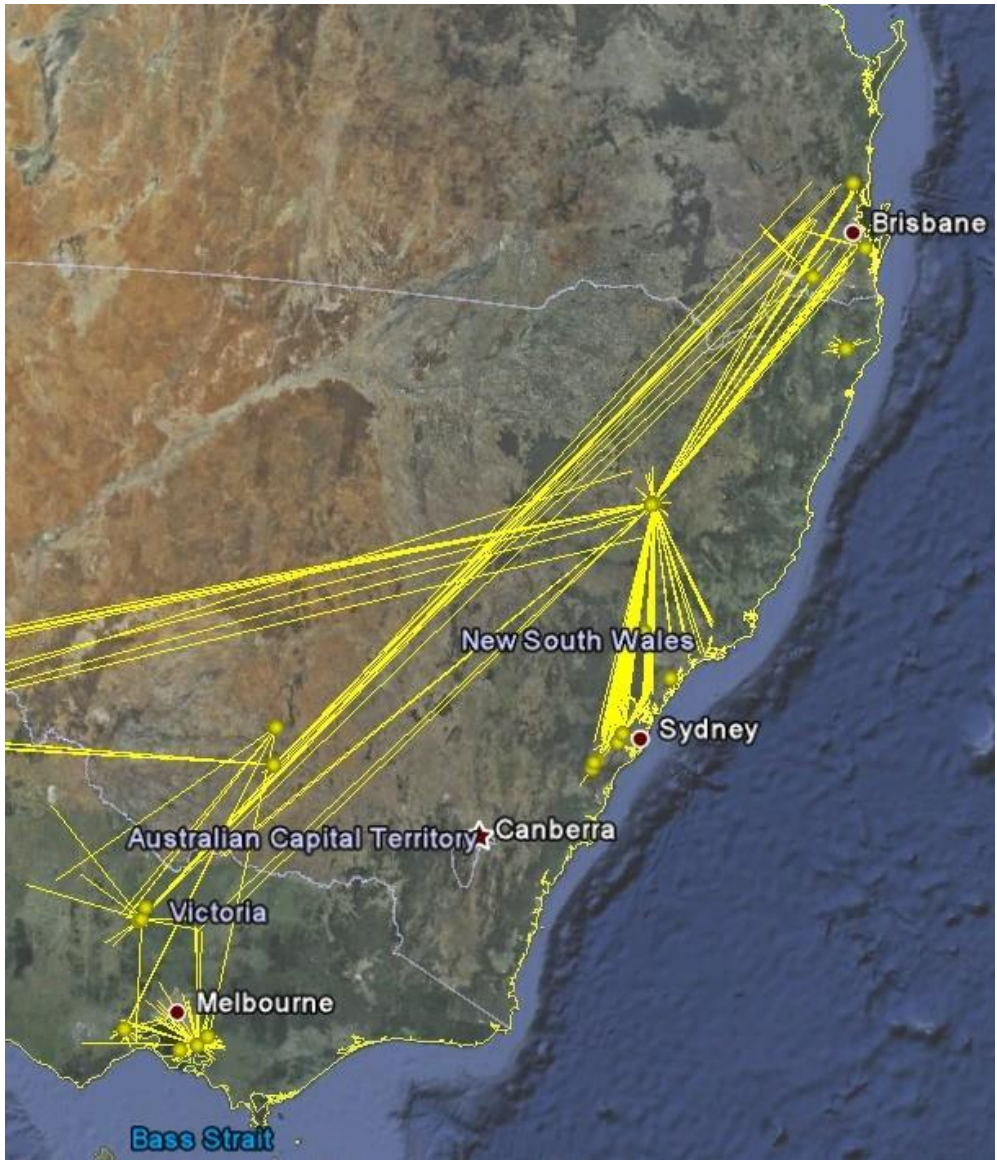 Brisbane
New South Wales
Sydney
Australian Capital Territory
Canberra
Victoria
Melbourne
Bass Strait